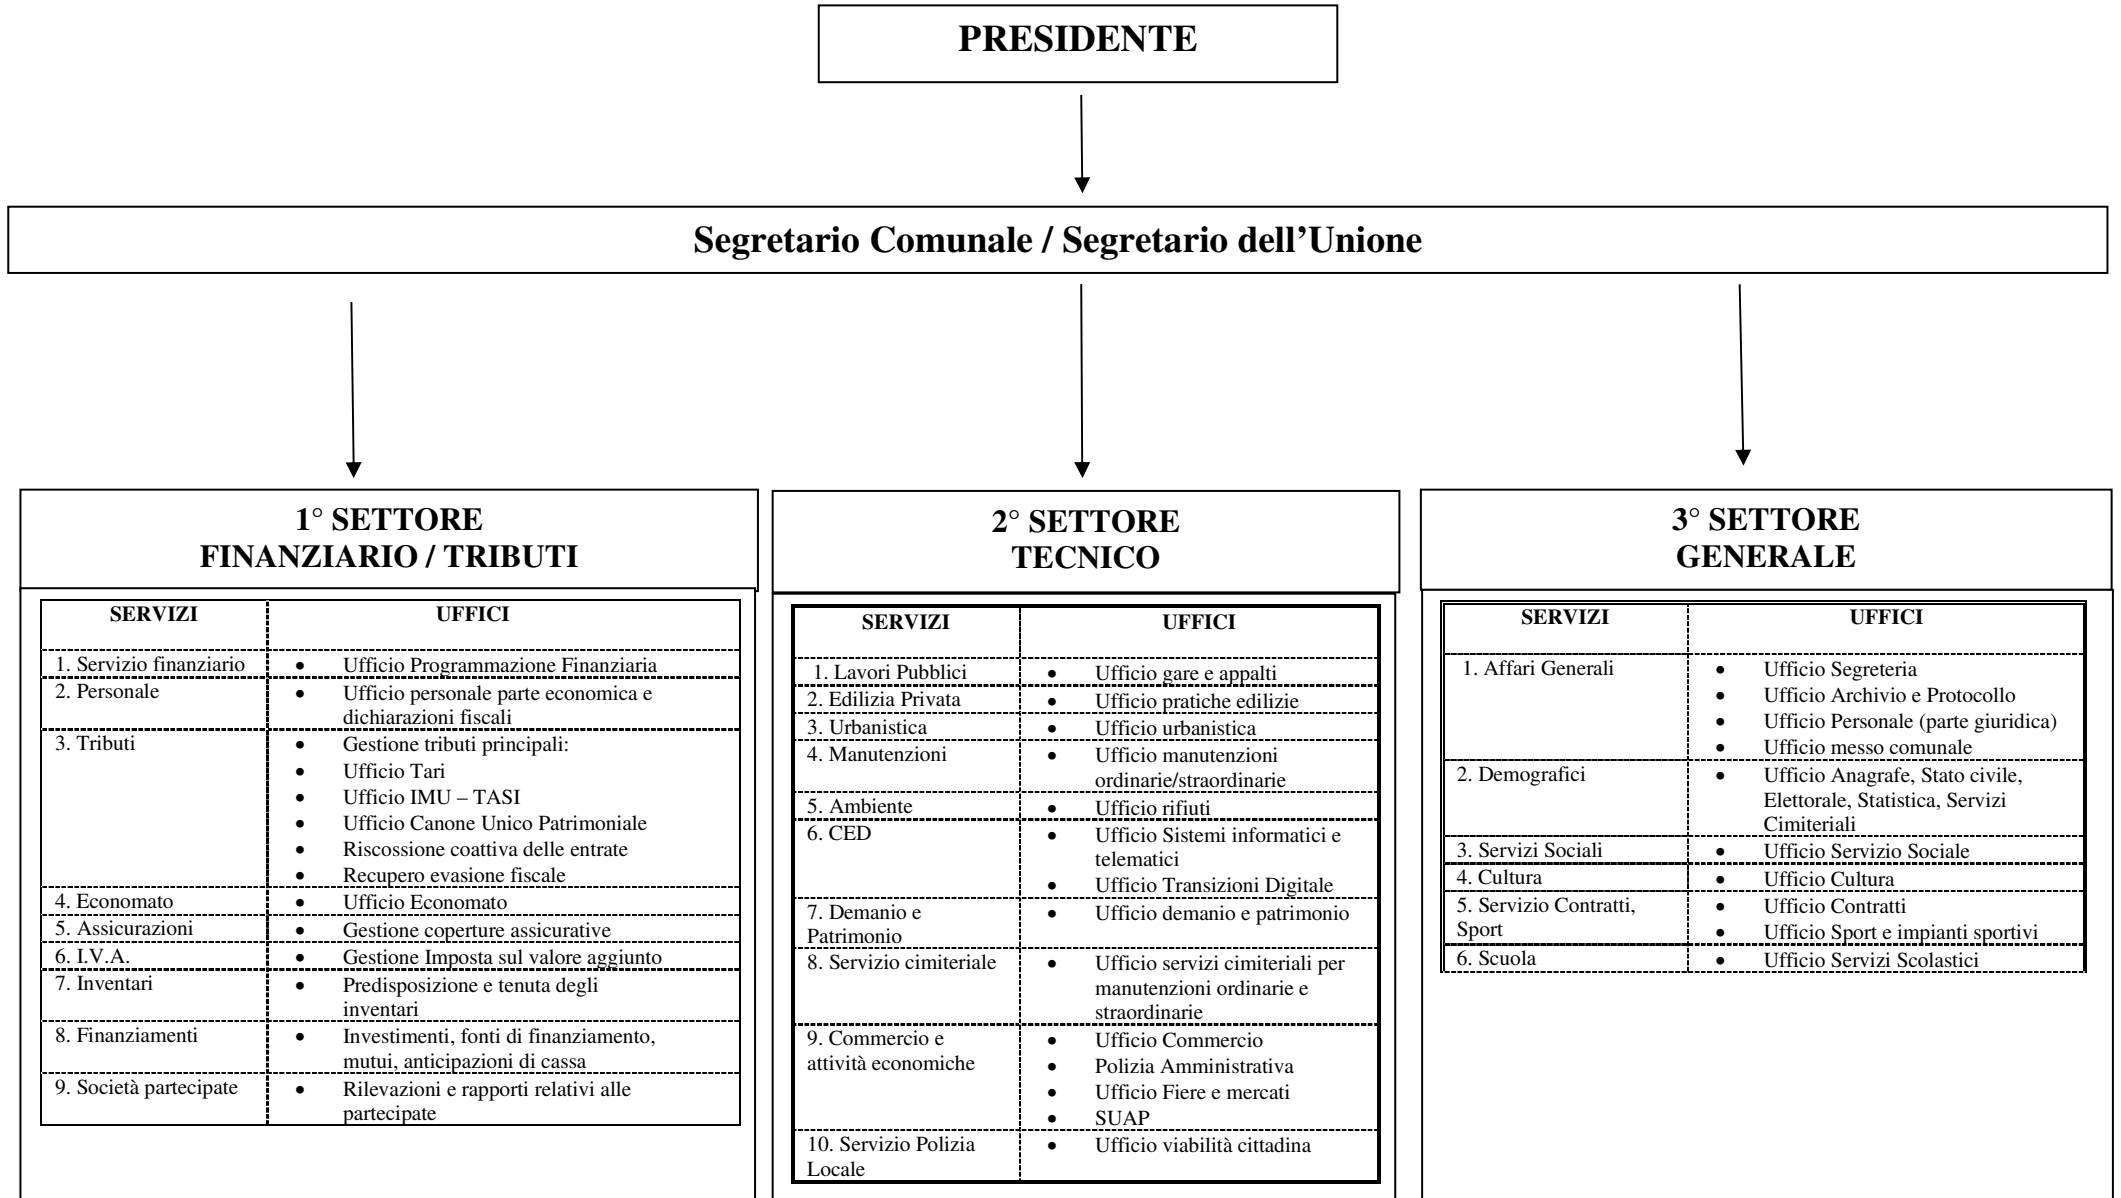 PRESIDENTE
Segretario Comunale / Segretario dell’Unione
1° SETTORE
FINANZIARIO / TRIBUTI
SERVIZI UFFICI
1. Servizio finanziario • Ufficio Programmazione Finanziaria
2. Personale • Ufficio personale parte economica e
dichiarazioni fiscali
3. Tributi • Gestione tributi principali:
• Ufficio Tari
• Ufficio IMU – TASI
• Ufficio Canone Unico Patrimoniale
• Riscossione coattiva delle entrate
• Recupero evasione fiscale
4. Economato • Ufficio Economato
5. Assicurazioni • Gestione coperture assicurative
6. I.V.A. • Gestione Imposta sul valore aggiunto
7. Inventari • Predisposizione e tenuta degli
inventari
8. Finanziamenti • Investimenti, fonti di finanziamento,
mutui, anticipazioni di cassa
9. Società partecipate • Rilevazioni e rapporti relativi alle
partecipate
2° SETTORE
TECNICO
SERVIZI UFFICI
1. Lavori Pubblici • Ufficio gare e appalti
2. Edilizia Privata • Ufficio pratiche edilizie
3. Urbanistica • Ufficio urbanistica
4. Manutenzioni • Ufficio manutenzioni
ordinarie/straordinarie
5. Ambiente • Ufficio rifiuti
6. CED • Ufficio Sistemi informatici e
telematici
• Ufficio Transizioni Digitale
7. Demanio e • Ufficio demanio e patrimonio
Patrimonio
8. Servizio cimiteriale • Ufficio servizi cimiteriali per
manutenzioni ordinarie e
straordinarie
9. Commercio e • Ufficio Commercio
attività economiche • Polizia Amministrativa
• Ufficio Fiere e mercati
• SUAP
10. Servizio Polizia • Ufficio viabilità cittadina
Locale
3° SETTORE
GENERALE
SERVIZI UFFICI
1. Affari Generali • Ufficio Segreteria
• Ufficio Archivio e Protocollo
• Ufficio Personale (parte giuridica)
• Ufficio messo comunale
2. Demografici • Ufficio Anagrafe, Stato civile,
Elettorale, Statistica, Servizi
Cimiteriali
3. Servizi Sociali • Ufficio Servizio Sociale
4. Cultura • Ufficio Cultura
5. Servizio Contratti, • Ufficio Contratti
Sport • Ufficio Sport e impianti sportivi
6. Scuola • Ufficio Servizi Scolastici